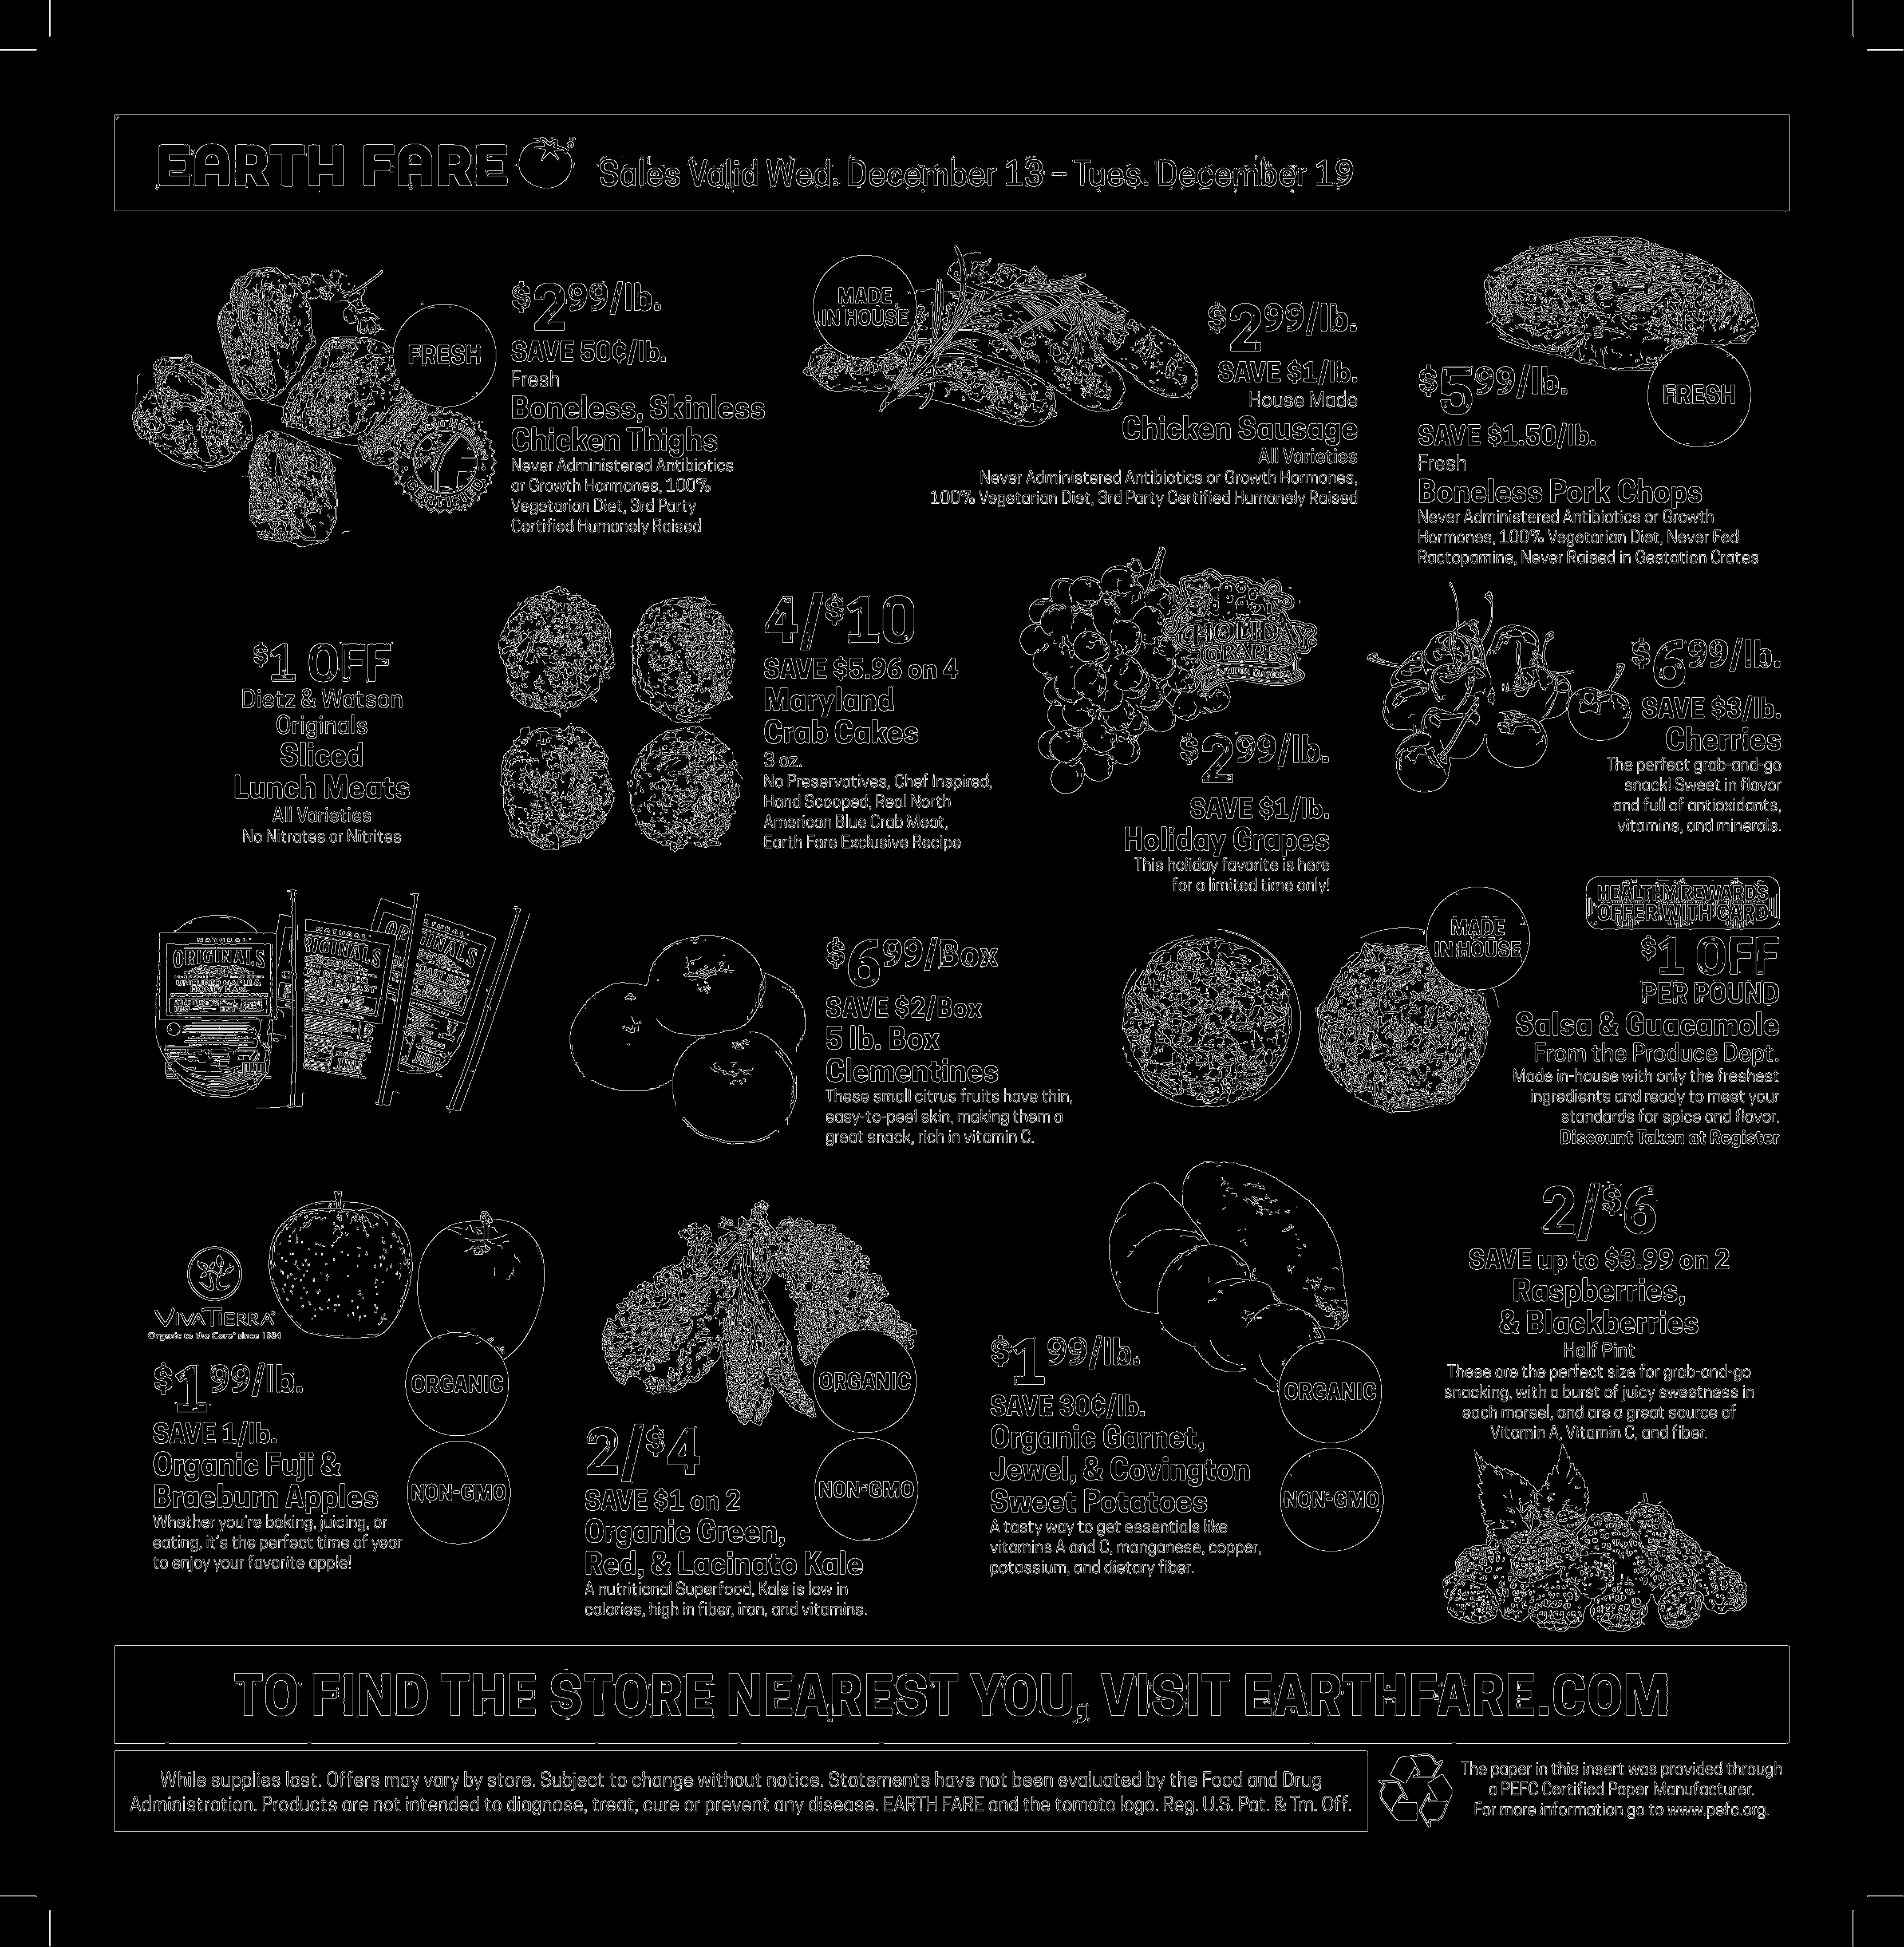 EARTH FARE
Sales Valid Wed. December 13 – Tues. December 19
FRESH
CERTIFIED
$2 99/lb.
SAVE 50¢/lb.
Fresh
Boneless, Skinless
Chicken Thighs
Never Administered Antibiotics
or Growth Hormones, 100%
Vegetarian Diet, 3rd Party
Certified Humanely Raised
MADE
IN HOUSE
$2 99/lb.
SAVE $1/lb.
House Made
Chicken Sausage
All Varieties
Never Administered Antibiotics or Growth Hormones,
100% Vegetarian Diet, 3rd Party Certified Humanely Raised
FRESH
$5 99/lb.
SAVE $1.50/lb.
Fresh
Boneless Pork Chops
Never Administered Antibiotics or Growth
Hormones, 100% Vegetarian Diet, Never Fed
Ractopamine, Never Raised in Gestation Crates
$1 OFF
Dietz & Watson
Originals
Sliced
Lunch Meats
All Varieties
No Nitrates or Nitrites
4/$10
SAVE $5.96 on 4
Maryland
Crab Cakes
3 oz.
No Preservatives, Chef Inspired,
Hand Scooped, Real North
American Blue Crab Meat,
Earth Fare Exclusive Recipe
HOLIDAY
GRAPES
$2 99/lb.
SAVE $1/lb.
Holiday Grapes
This holiday favorite is here
for a limited time only!
$6 99/lb.
SAVE $3/lb.
Cherries
The perfect grab-and-go
snack! Sweet in flavor
and full of antioxidants,
vitamins, and minerals.
NATURAL
ORIGINALS
UNCURED MAPLE &
HONEY HAM
NATURAL
ORIGINALS
NATURAL
$6 99/Box
SAVE $2/Box
5 lb. Box
Clementines
These small citrus fruits have thin,
easy-to-peel skin, making them a
great snack, rich in vitamin C.
MADE
IN HOUSE
HEALTHY REWARDS
OFFER WITH CARD
$1 OFF
PER POUND
Salsa & Guacamole
From the Produce Dept.
Made in-house with only the freshest
ingredients and ready to meet your
standards for spice and flavor.
Discount Taken at Register
VIVATIERRA
Organic to the Core since 1984
$1 99/lb.
SAVE 1/lb.
Organic Fuji &
Braeburn Apples
Whether you're baking, juicing, or
eating, it's the perfect time of year
to enjoy your favorite apple!
ORGANIC
NON-GMO
2/$4
SAVE $1 on 2
Organic Green,
Red, & Lacinato Kale
A nutritional Superfood, Kale is low in
calories, high in fiber, iron, and vitamins.
ORGANIC
NON-GMO
$1 99/lb.
SAVE 30¢/lb.
Organic Garnet,
Jewel, & Covington
Sweet Potatoes
A tasty way to get essentials like
vitamins A and C, manganese, copper,
potassium, and dietary fiber.
ORGANIC
NON-GMO
2/$6
SAVE up to $3.99 on 2
Raspberries,
& Blackberries
Half Pint
These are the perfect size for grab-and-go
snacking, with a burst of juicy sweetness in
each morsel, and are a great source of
Vitamin A, Vitamin C, and fiber.
TO FIND THE STORE NEAREST YOU, VISIT EARTHFARE.COM
While supplies last. Offers may vary by store. Subject to change without notice. Statements have not been evaluated by the Food and Drug
Administration. Products are not intended to diagnose, treat, cure or prevent any disease. EARTH FARE and the tomato logo. Reg. U.S. Pat. & Tm. Off.
The paper in this insert was provided through
a PEFC Certified Paper Manufacturer.
For more information go to www.pefc.org.